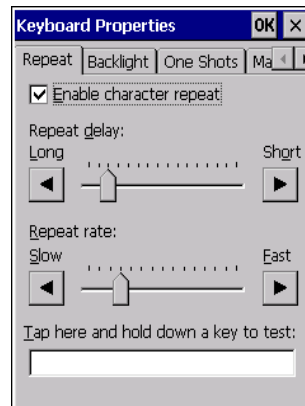 Keyboard Properties OK ×
Repeat Backlight One Shots Ma
Enable character repeat
Repeat delay:
Long Short
Repeat rate:
Slow Fast
Tap here and hold down a key to test: